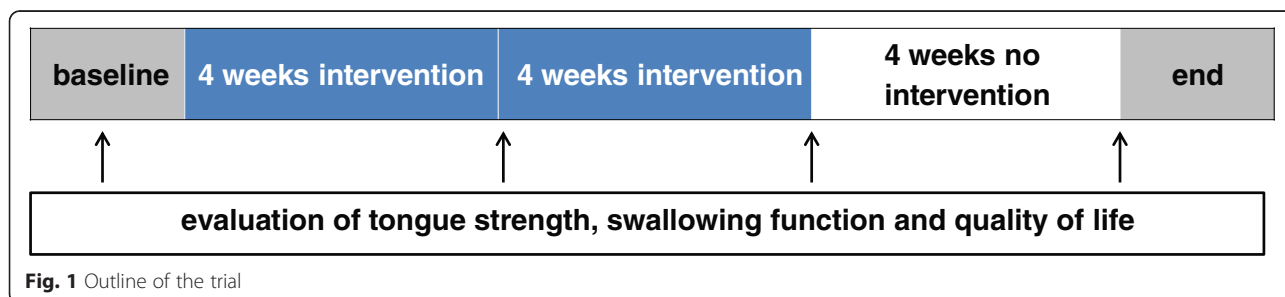 baseline
4 weeks intervention
4 weeks intervention
4 weeks no
intervention
end
evaluation of tongue strength, swallowing function and quality of life
Fig. 1 Outline of the trial